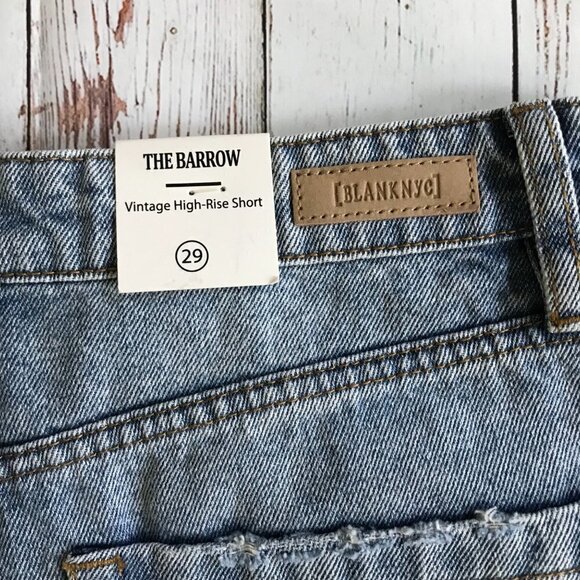 THE BARROW
Vintage High-Rise Short
29
[BLANKNYC]